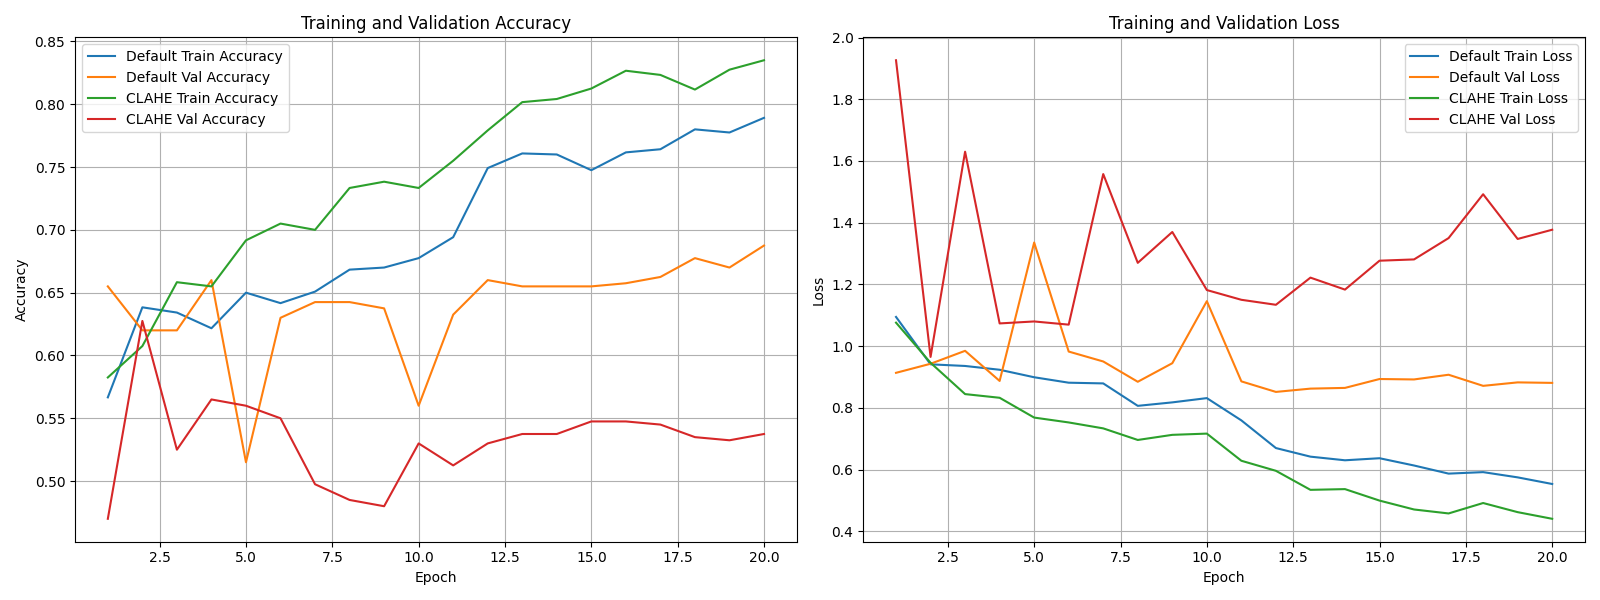 Training and Validation Accuracy
Default Train Accuracy
Default Val Accuracy
CLAHE Train Accuracy
CLAHE Val Accuracy
Accuracy
0.85
0.80
0.75
0.70
0.65
0.60
0.55
0.50
2.5 5.0 7.5 10.0 12.5 15.0 17.5 20.0
Epoch
Training and Validation Loss
Default Train Loss
Default Val Loss
CLAHE Train Loss
CLAHE Val Loss
Loss
2.0
1.8
1.6
1.4
1.2
1.0
0.8
0.6
0.4
2.5 5.0 7.5 10.0 12.5 15.0 17.5 20.0
Epoch